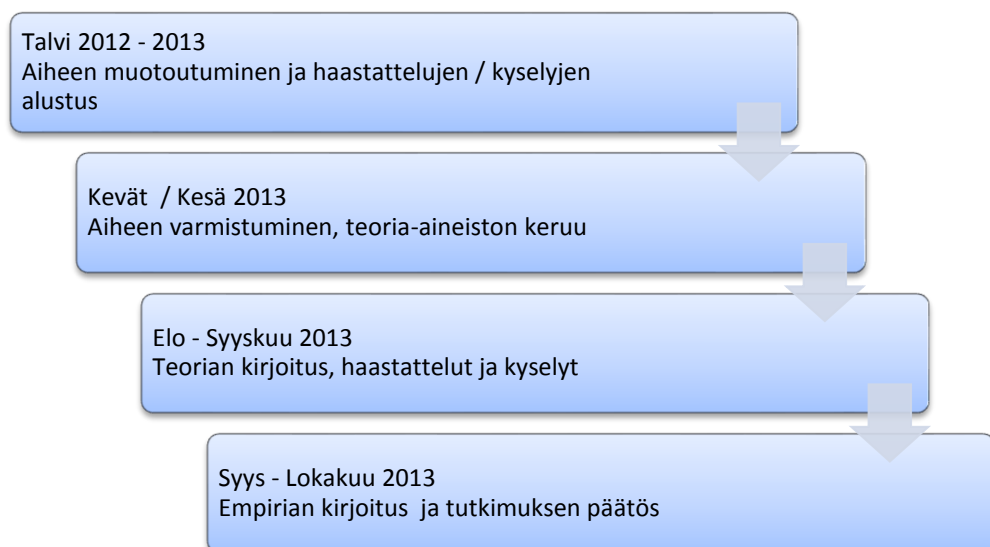 Talvi 2012 - 2013
Aiheen muotoutuminen ja haastattelujen / kyselyjen
alustus
Kevät / Kesä 2013
Aiheen varmistuminen, teoria-aineiston keruu
Elo - Syyskuu 2013
Teorian kirjoitus, haastattelut ja kyselyt
Syys - Lokakuu 2013
Empirian kirjoitus ja tutkimuksen päätös